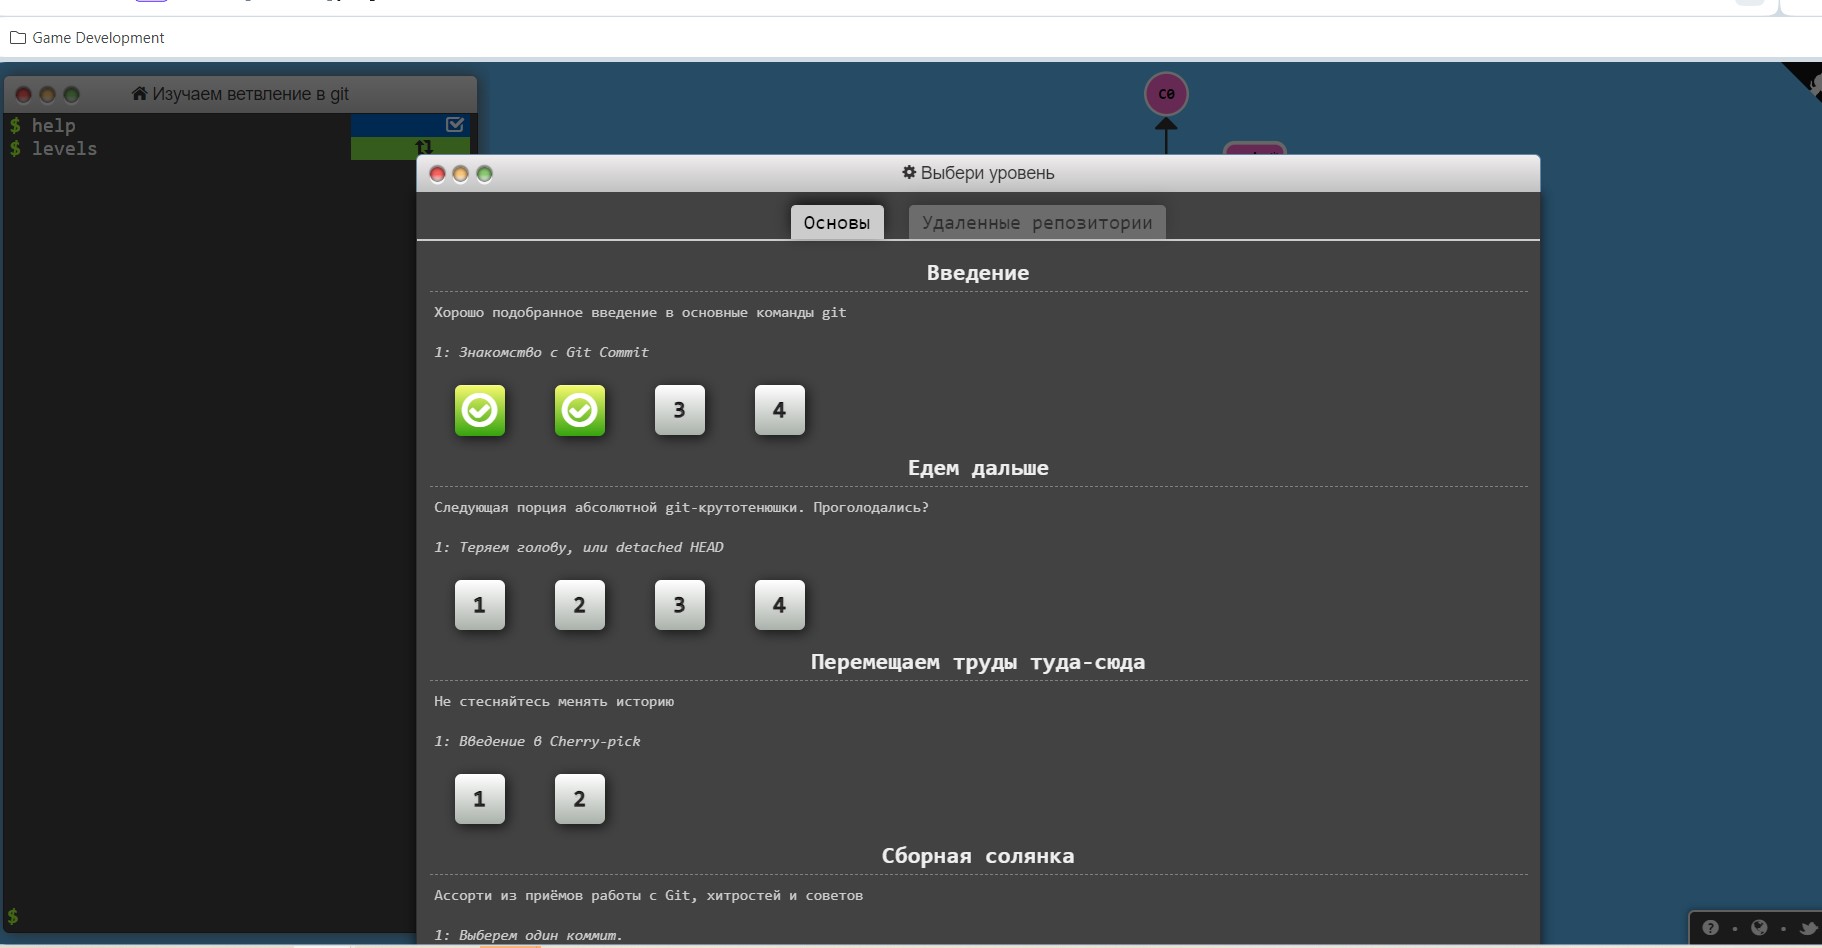 Game Development
Изучаем ветвление в git
$ help
$ levels
C0
Выбери уровень
Основы
Удаленные репозитории
Введение
Хорошо подобранное введение в основные команды git
1: Знакомство с Git Commit
3 4
Едем дальше
Следующая порция абсолютной git-крутотенюшки. Проголодались?
1: Теряем голову, или detached HEAD
1 2 3 4
Перемещаем труды туда-сюда
Не стесняйтесь менять историю
1: Введение в Cherry-pick
1 2
Сборная солянка
Ассорти из приёмов работы с Git, хитростей и советов
1: Выберем один коммит.
$